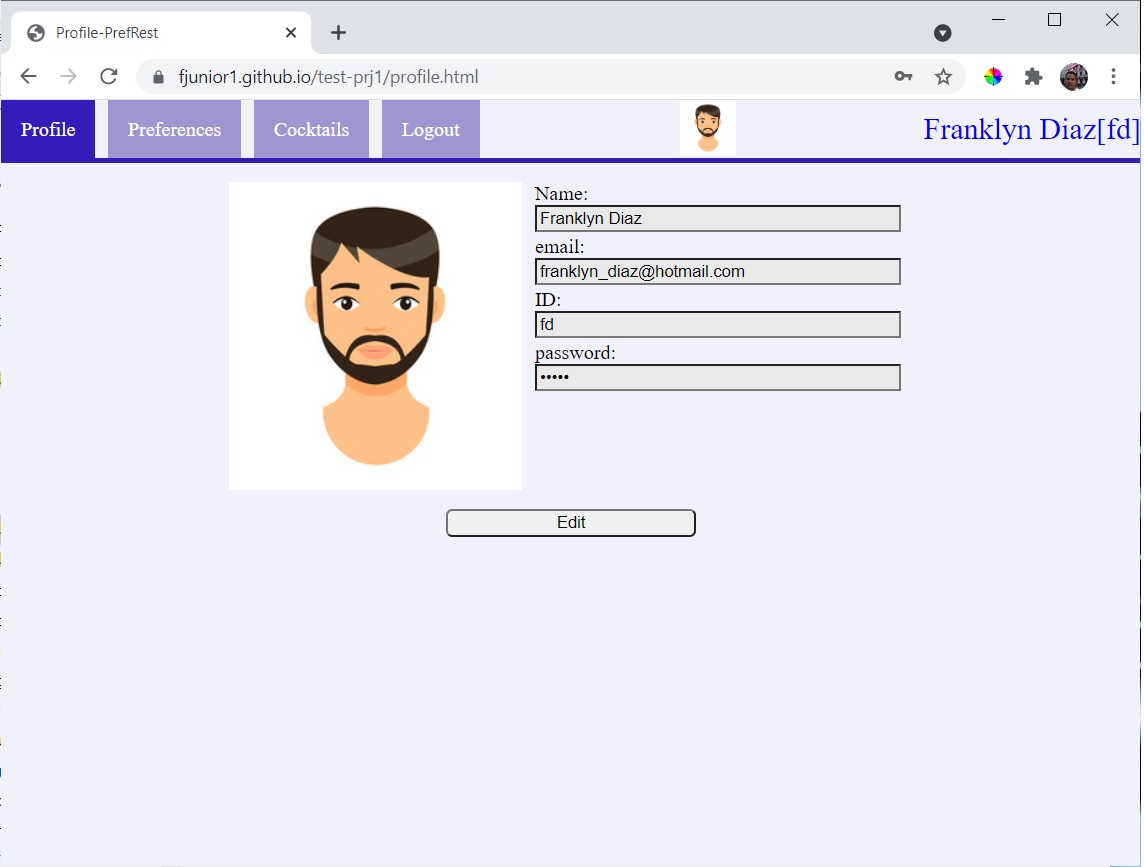 Profile-PrefRest
fjunior1.github.io/test-prj1/profile.html
Profile Preferences Cocktails Logout Franklyn Diaz[fd]
Name:
Franklyn Diaz
email:
franklyn_diaz@hotmail.com
ID:
fd
password:
•••••
Edit